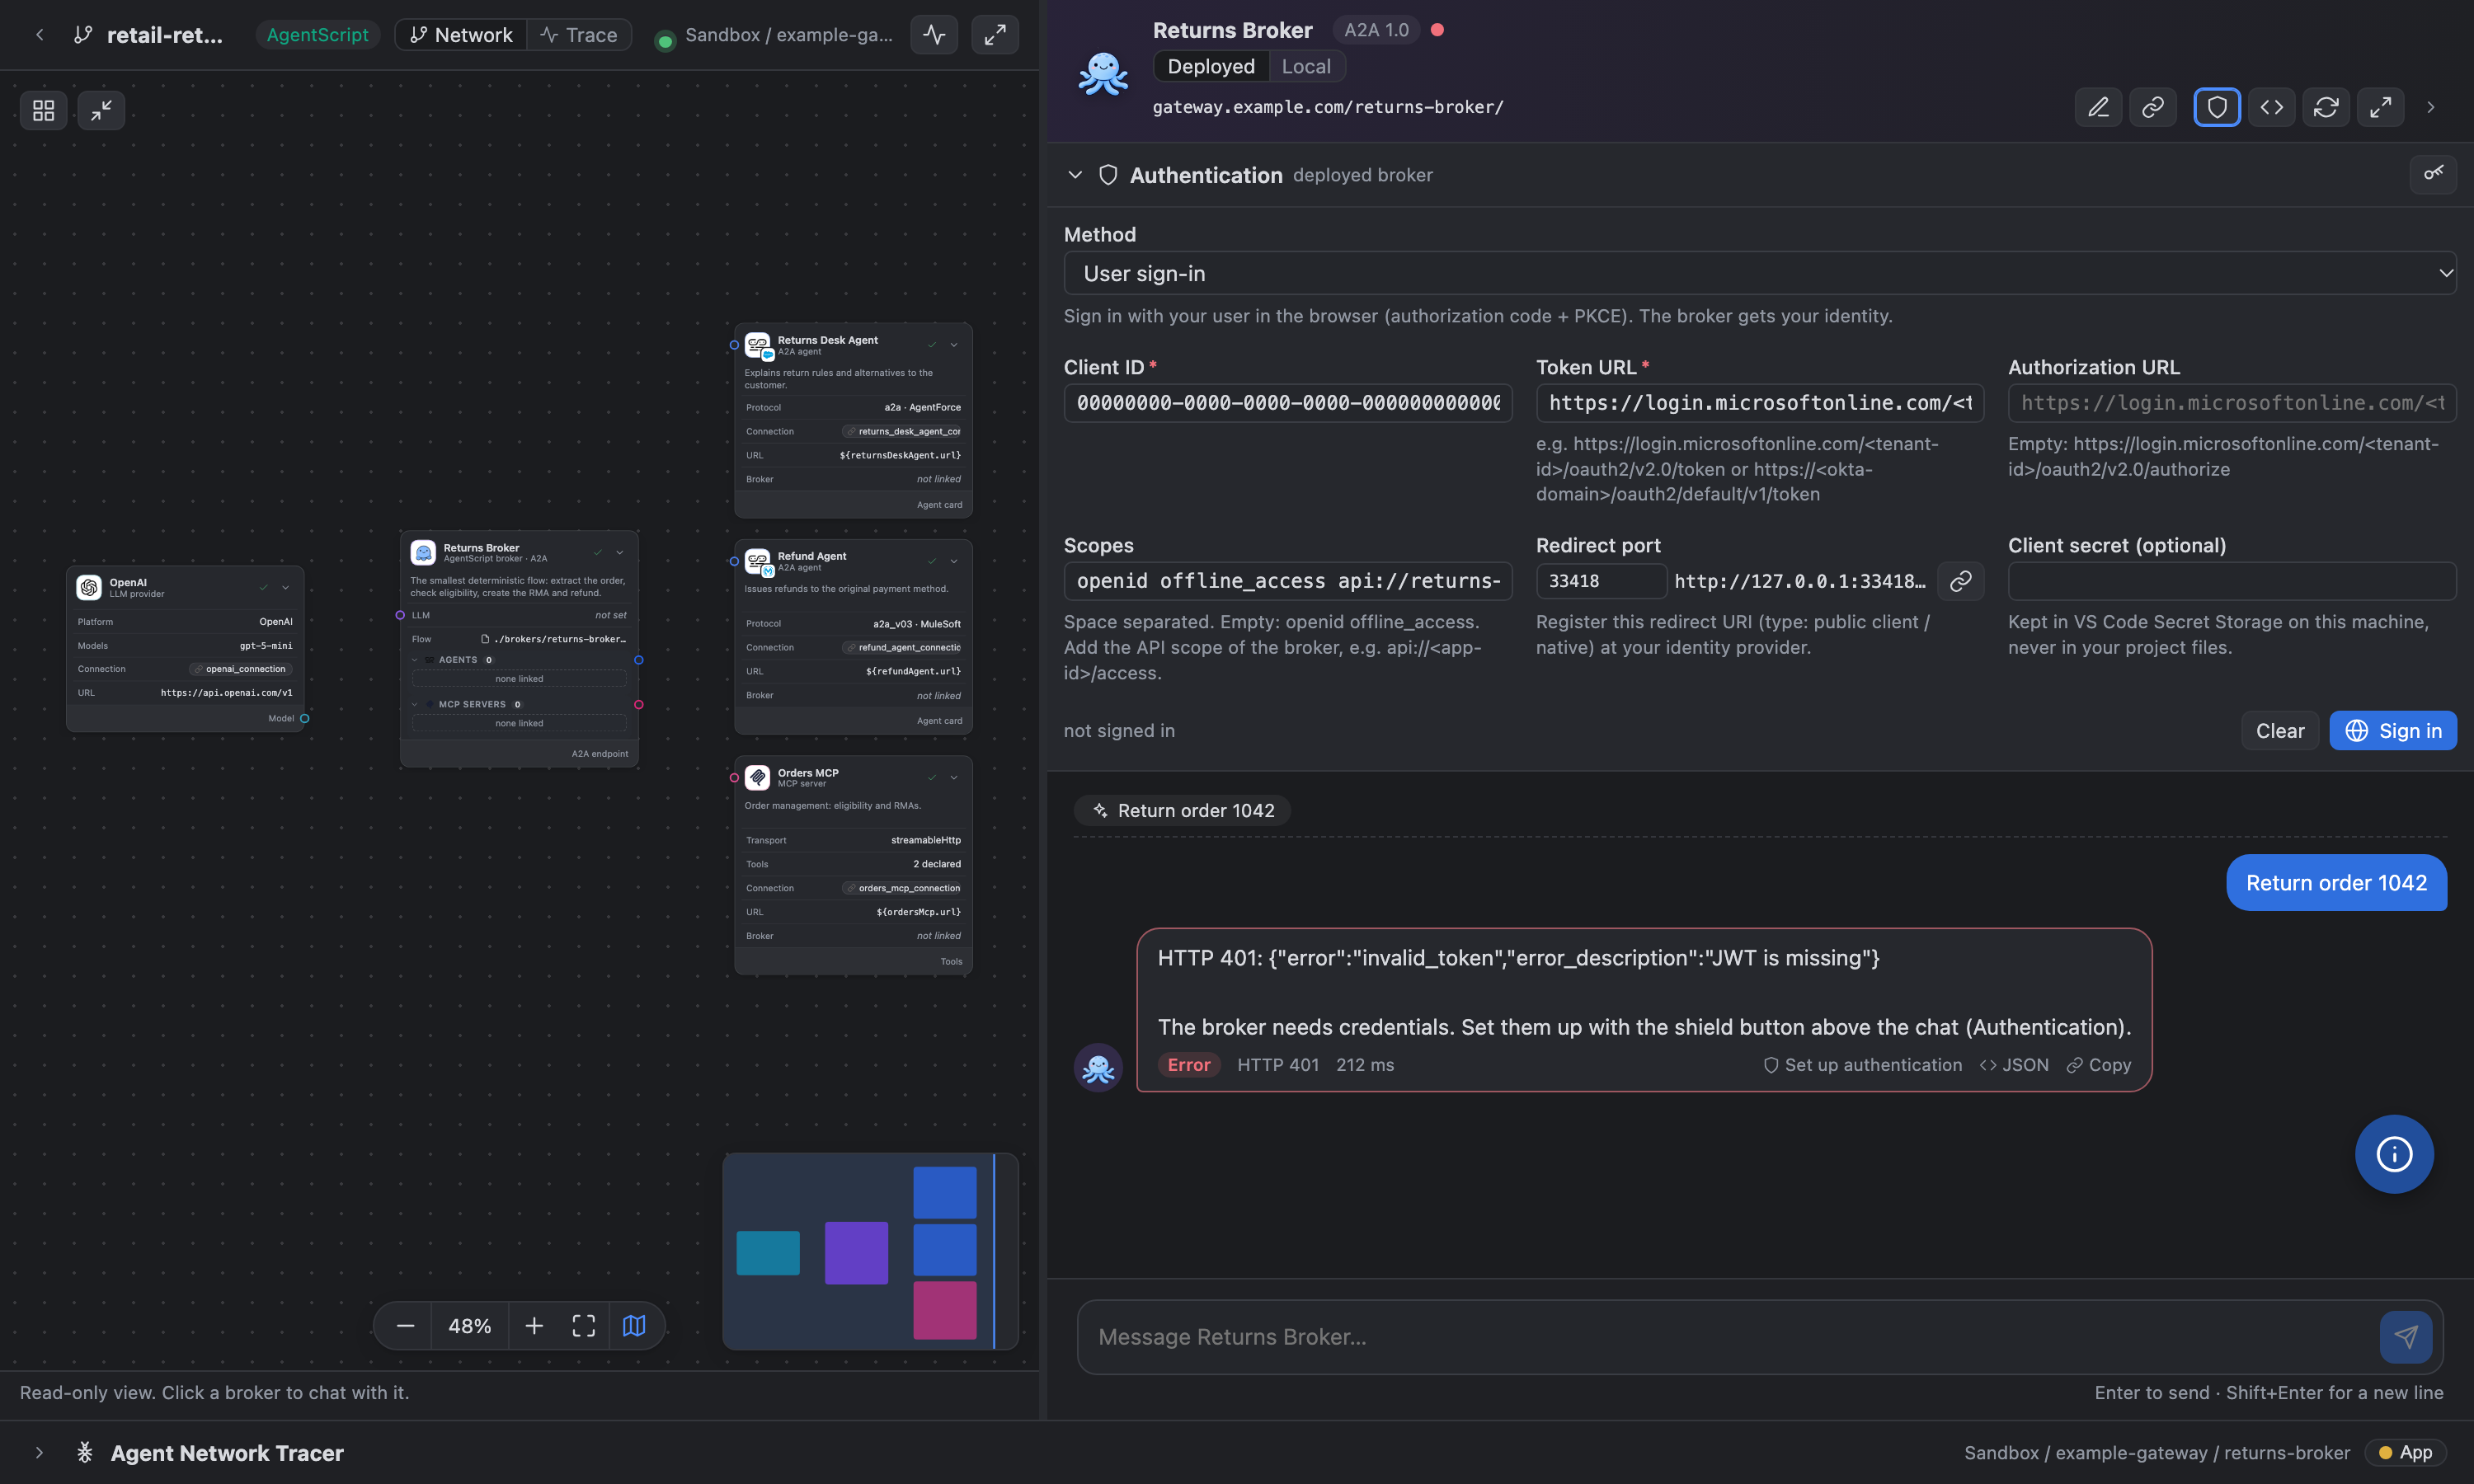 retail-ret...
AgentScript
Network
Trace
Sandbox / example-ga...
Returns Desk Agent
A2A agent
Explains return rules and alternatives to the
customer.
Protocol
a2a · AgentForce
Connection
returns_desk_agent_cor
URL
${returnsDeskAgent.url}
Broker
not linked
Agent card
OpenAI
LLM provider
Platform
OpenAI
Models
gpt-5-mini
Connection
openai_connection
URL
https://api.openai.com/v1
Model
Returns Broker
AgentScript broker · A2A
The smallest deterministic flow: extract the order,
check eligibility, create the RMA and refund.
LLM
not set
Flow
./brokers/returns-broker...
AGENTS 0
none linked
MCP SERVERS 0
none linked
A2A endpoint
Refund Agent
A2A agent
Issues refunds to the original payment method.
Protocol
a2a_v03 · MuleSoft
Connection
refund_agent_connectic
URL
${refundAgent.url}
Broker
not linked
Agent card
Orders MCP
MCP server
Order management: eligibility and RMAs.
Transport
streamableHttp
Tools
2 declared
Connection
orders_mcp_connection
URL
${ordersMcp.url}
Broker
not linked
Tools
48%
Read-only view. Click a broker to chat with it.
Returns Broker
A2A 1.0
Deployed
Local
gateway.example.com/returns-broker/
Authentication deployed broker
Method
User sign-in
Sign in with your user in the browser (authorization code + PKCE). The broker gets your identity.
Client ID *
00000000-0000-0000-0000-000000000000
Token URL *
https://login.microsoftonline.com/<t
e.g. https://login.microsoftonline.com/<tenant-
id>/oauth2/v2.0/token or https://<okta-
domain>/oauth2/default/v1/token
Authorization URL
https://login.microsoftonline.com/<t
Empty: https://login.microsoftonline.com/<tenant-
id>/oauth2/v2.0/authorize
Scopes
openid offline_access api://returns-
Space separated. Empty: openid offline_access.
Add the API scope of the broker, e.g. api://<app-
id>/access.
Redirect port
33418
http://127.0.0.1:33418...
Register this redirect URI (type: public client /
native) at your identity provider.
Client secret (optional)
Kept in VS Code Secret Storage on this machine,
never in your project files.
not signed in
Clear
Sign in
Return order 1042
Return order 1042
HTTP 401: {"error":"invalid_token","error_description":"JWT is missing"}
The broker needs credentials. Set them up with the shield button above the chat (Authentication).
Error
HTTP 401
212 ms
Set up authentication
JSON
Copy
Message Returns Broker...
Enter to send · Shift+Enter for a new line
Agent Network Tracer
Sandbox / example-gateway / returns-broker
App